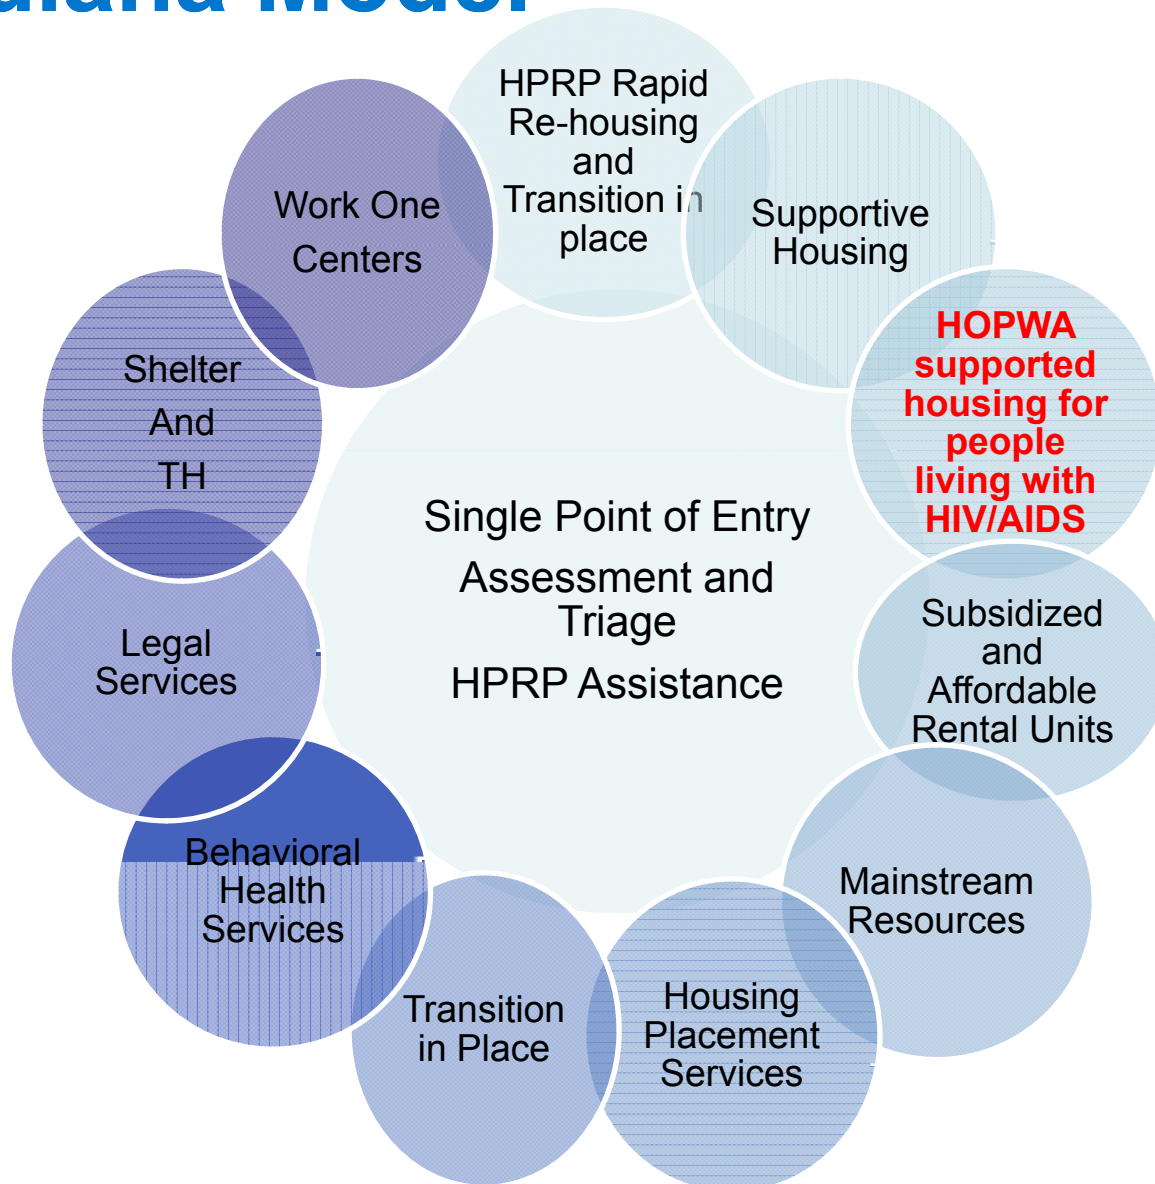 diana Model
HPRP Rapid
Re-housing
and
Transition in
place
Supportive
Housing
HOPWA
supported
housing for
people
living with
HIV/AIDS
Subsidized
and
Affordable
Rental Units
Mainstream
Resources
Housing
Placement
Services
Transition
in Place
Behavioral
Health
Services
Legal
Services
Shelter
And
TH
Work One
Centers
Single Point of Entry
Assessment and
Triage
HPRP Assistance